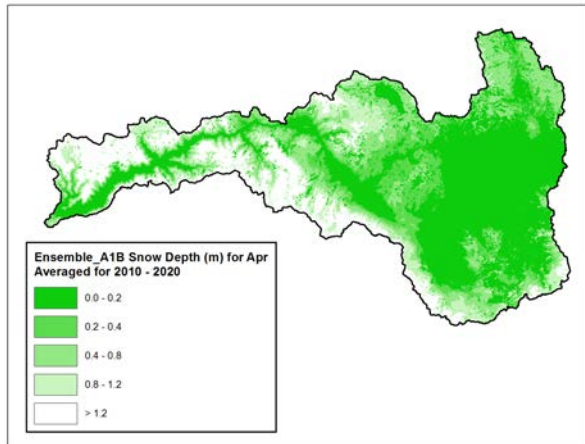 Ensemble_A1B Snow Depth (m) for Apr
Averaged for 2010 - 2020
0.0 - 0.2
0.2 - 0.4
0.4 - 0.8
0.8 - 1.2
> 1.2